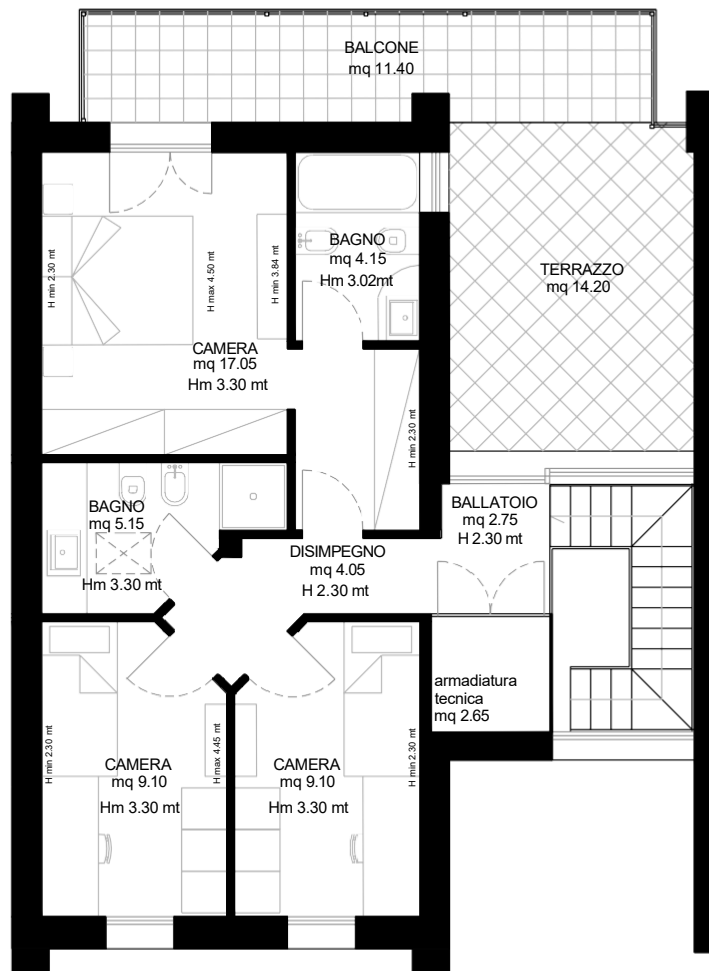 BALCONE
mq 11.40
H min 2.30 mt
H max 4.50 mt
H min 3.84 mt
BAGNO
mq 4.15
Hm 3.02mt
TERRAZZO
mq 14.20
CAMERA
mq 17.05
Hm 3.30 mt
H min 2.30 mt
BAGNO
mq 5.15
Hm 3.30 mt
BALLATOIO
mq 2.75
H 2.30 mt
DISIMPEGNO
mq 4.05
H 2.30 mt
armadiatura
tecnica
mq 2.65
H min 2.30 mt
CAMERA
mq 9.10
Hm 3.30 mt
H max 4.45 mt
CAMERA
mq 9.10
Hm 3.30 mt
H min 2.30 mt